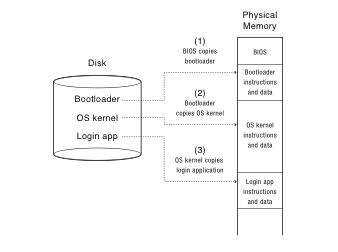 Physical
Memory
Disk
Bootloader
OS kernel
Login app
(1)
BIOS copies
bootloader
(2)
Bootloader
copies OS kernel
(3)
OS kernel copies
login application
BIOS
Bootloader
instructions
and data
OS kernel
instructions
and data
Login app
instructions
and data